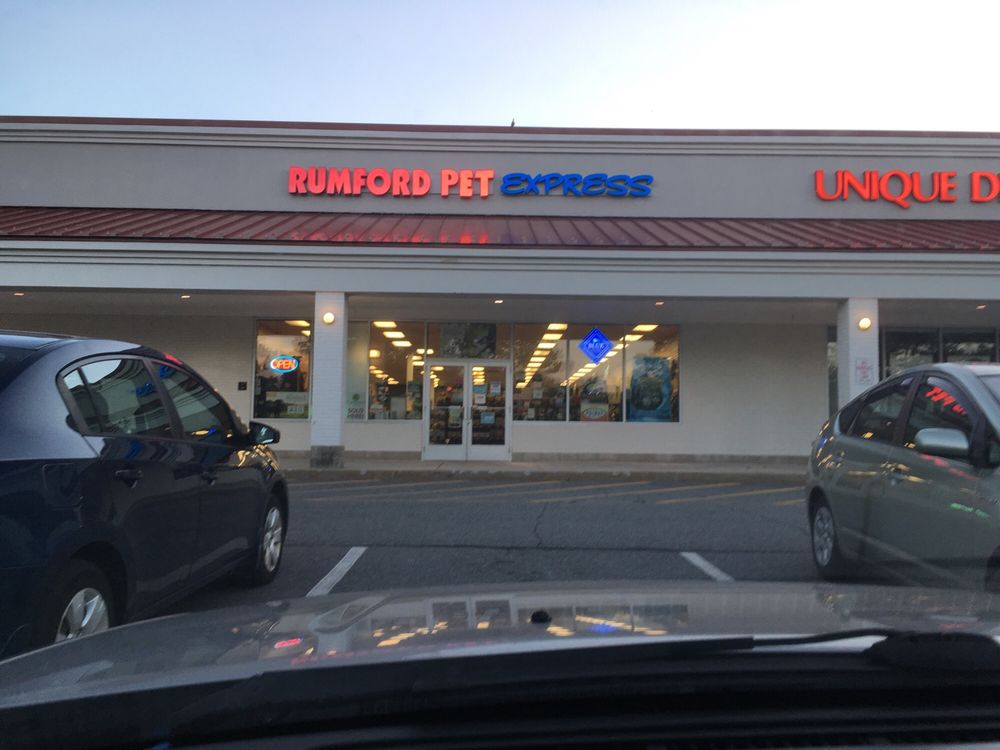 RUMFORD PET EXPRESS
UNIQUE D
OPEN
BLUE